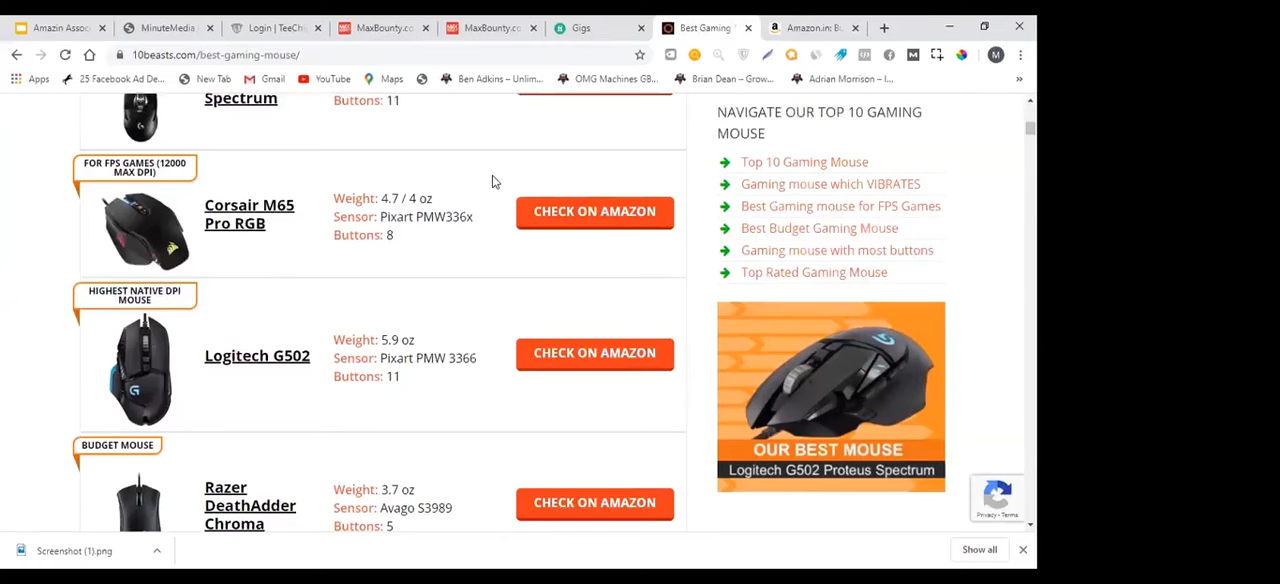 Amazin Assoc
MinuteMedia
Login | TeeChi
MaxBounty.co
MaxBounty.co
Gigs
Best Gaming
Amazon.in: Bu
10beasts.com/best-gaming-mouse/
M
Apps
25 Facebook Ad De...
New Tab
Gmail
YouTube
Maps
Ben Adkins – Unlim...
OMG Machines GB...
Brian Dean – Grow...
Adrian Morrison – I...
»
Spectrum
Buttons: 11
FOR FPS GAMES (12000
MAX DPI)
Corsair M65
Pro RGB
Weight: 4.7 / 4 oz
Sensor: Pixart PMW336x
Buttons: 8
CHECK ON AMAZON
HIGHEST NATIVE DPI
MOUSE
Logitech G502
Weight: 5.9 oz
Sensor: Pixart PMW 3366
Buttons: 11
CHECK ON AMAZON
BUDGET MOUSE
Razer
DeathAdder
Chroma
Weight: 3.7 oz
Sensor: Avago S3989
Buttons: 5
CHECK ON AMAZON
NAVIGATE OUR TOP 10 GAMING
MOUSE
Top 10 Gaming Mouse
Gaming mouse which VIBRATES
Best Gaming mouse for FPS Games
Best Budget Gaming Mouse
Gaming mouse with most buttons
Top Rated Gaming Mouse
OUR BEST MOUSE
Logitech G502 Proteus Spectrum
Privacy - Terms
Screenshot (1).png
Show all